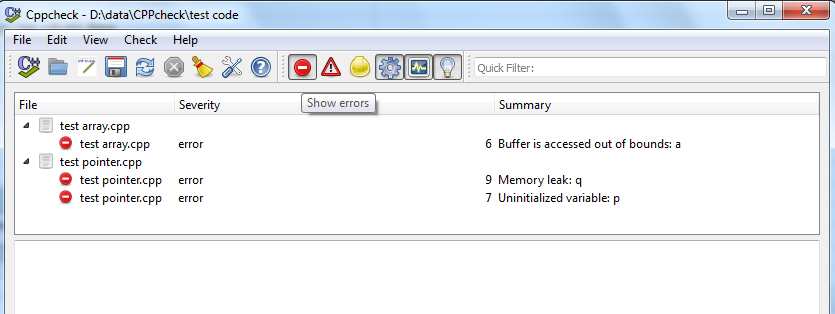 Cppcheck - D:\data\CPPcheck\test code
File Edit View Check Help
C++ Quick Filter:
Show errors
File Severity Summary
test array.cpp
test array.cpp error 6 Buffer is accessed out of bounds: a
test pointer.cpp
test pointer.cpp error 9 Memory leak: q
test pointer.cpp error 7 Uninitialized variable: p